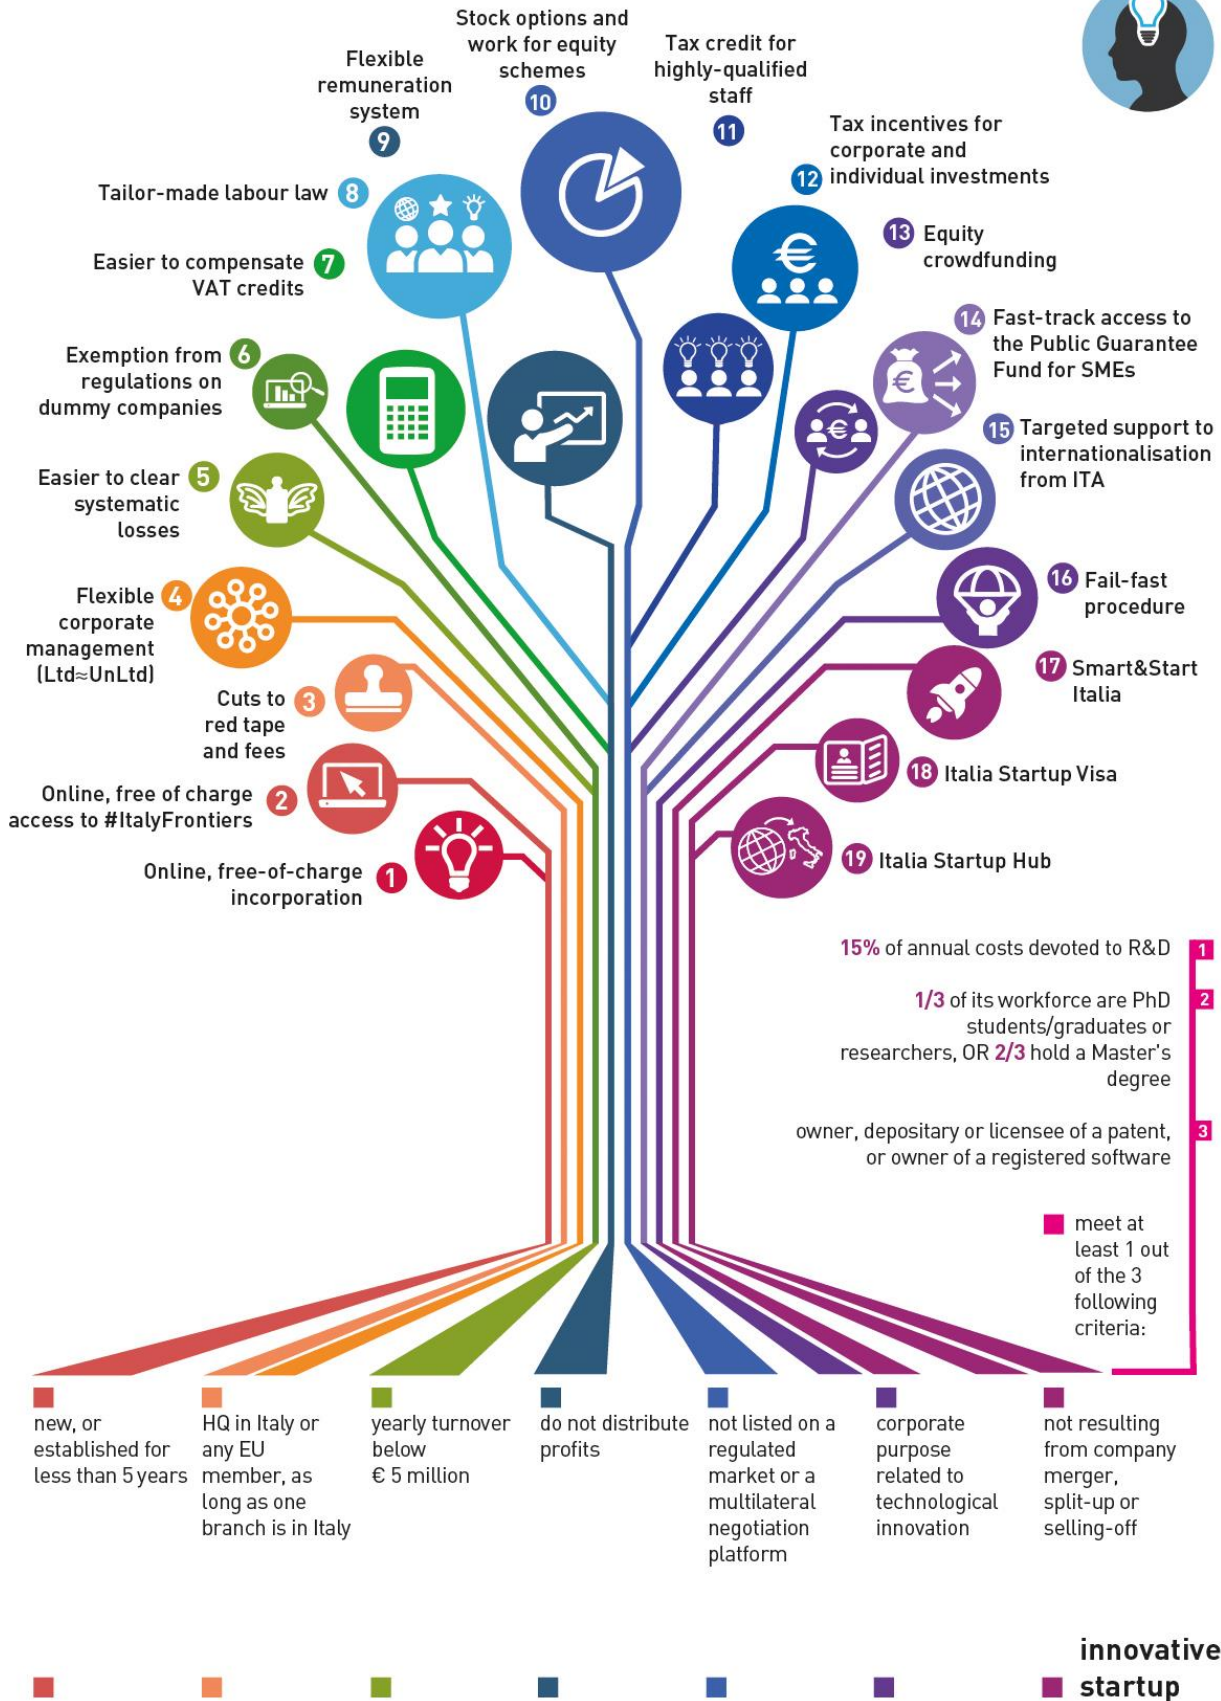 Stock options and
work for equity
schemes
10
Flexible
remuneration
system
9
Tax credit for
highly-qualified
staff
11
Tax incentives for
corporate and
12 individual investments
Tailor-made labour law 8
13 Equity
crowdfunding
Easier to compensate 7
VAT credits
14 Fast-track access to
the Public Guarantee
Fund for SMEs
Exemption from 6
regulations on
dummy companies
15 Targeted support to
internationalisation
from ITA
Easier to clear 5
systematic
losses
16 Fail-fast
procedure
Flexible 4
corporate
management
(Ltd≈UnLtd)
17 Smart&Start
Italia
Cuts to 3
red tape
and fees
18 Italia Startup Visa
Online, free of charge 2
access to #ItalyFrontiers
19 Italia Startup Hub
Online, free-of-charge 1
incorporation
€
€
€
15% of annual costs devoted to R&D 1
1/3 of its workforce are PhD 2
students/graduates or
researchers, OR 2/3 hold a Master's
degree
owner, depositary or licensee of a patent, 3
or owner of a registered software
meet at
least 1 out
of the 3
following
criteria:
new, or
established for
less than 5 years
HQ in Italy or
any EU
member, as
long as one
branch is in Italy
yearly turnover
below
€ 5 million
do not distribute
profits
not listed on a
regulated
market or a
multilateral
negotiation
platform
corporate
purpose
related to
technological
innovation
not resulting
from company
merger,
split-up or
selling-off
innovative
startup